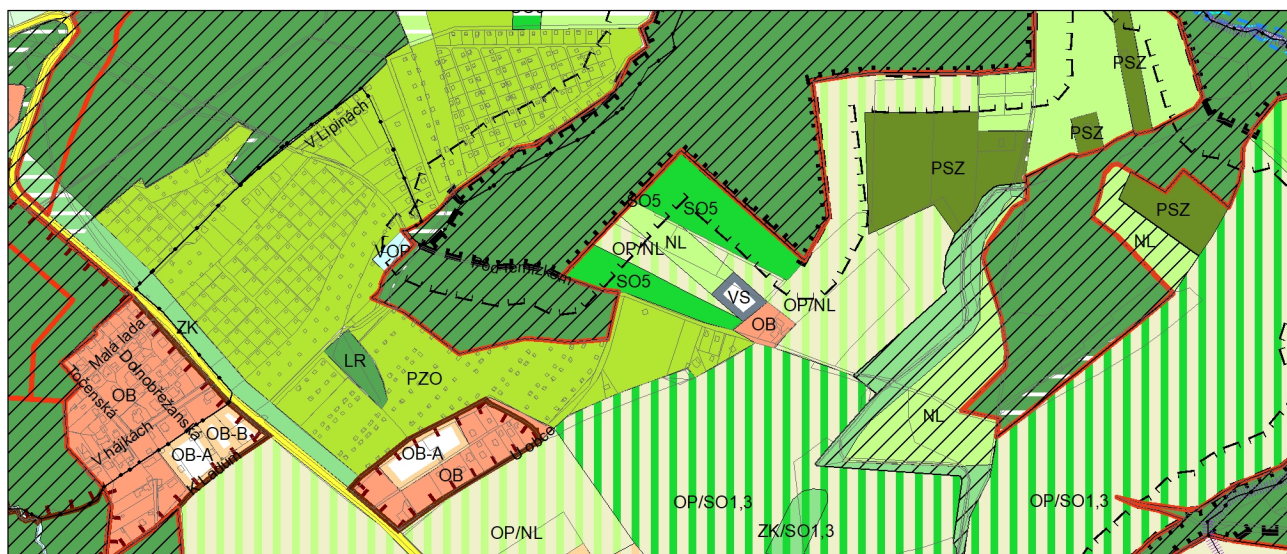 PSZ
V Lipinách
PSZ
PSZ
SO5
SO5
PSZ
NL
OP/NL
NL
SO5
VS
OP/NL
OB
ZK
Malá lada
Dolnobřežanská
Točenská
OB
LR
PZO
V hájkách
OB-B
OB-A
OB-A
OB
U obce
NL
OP/SO1,3
OP/SO1,3
OP/NL
ZK/SO1,3